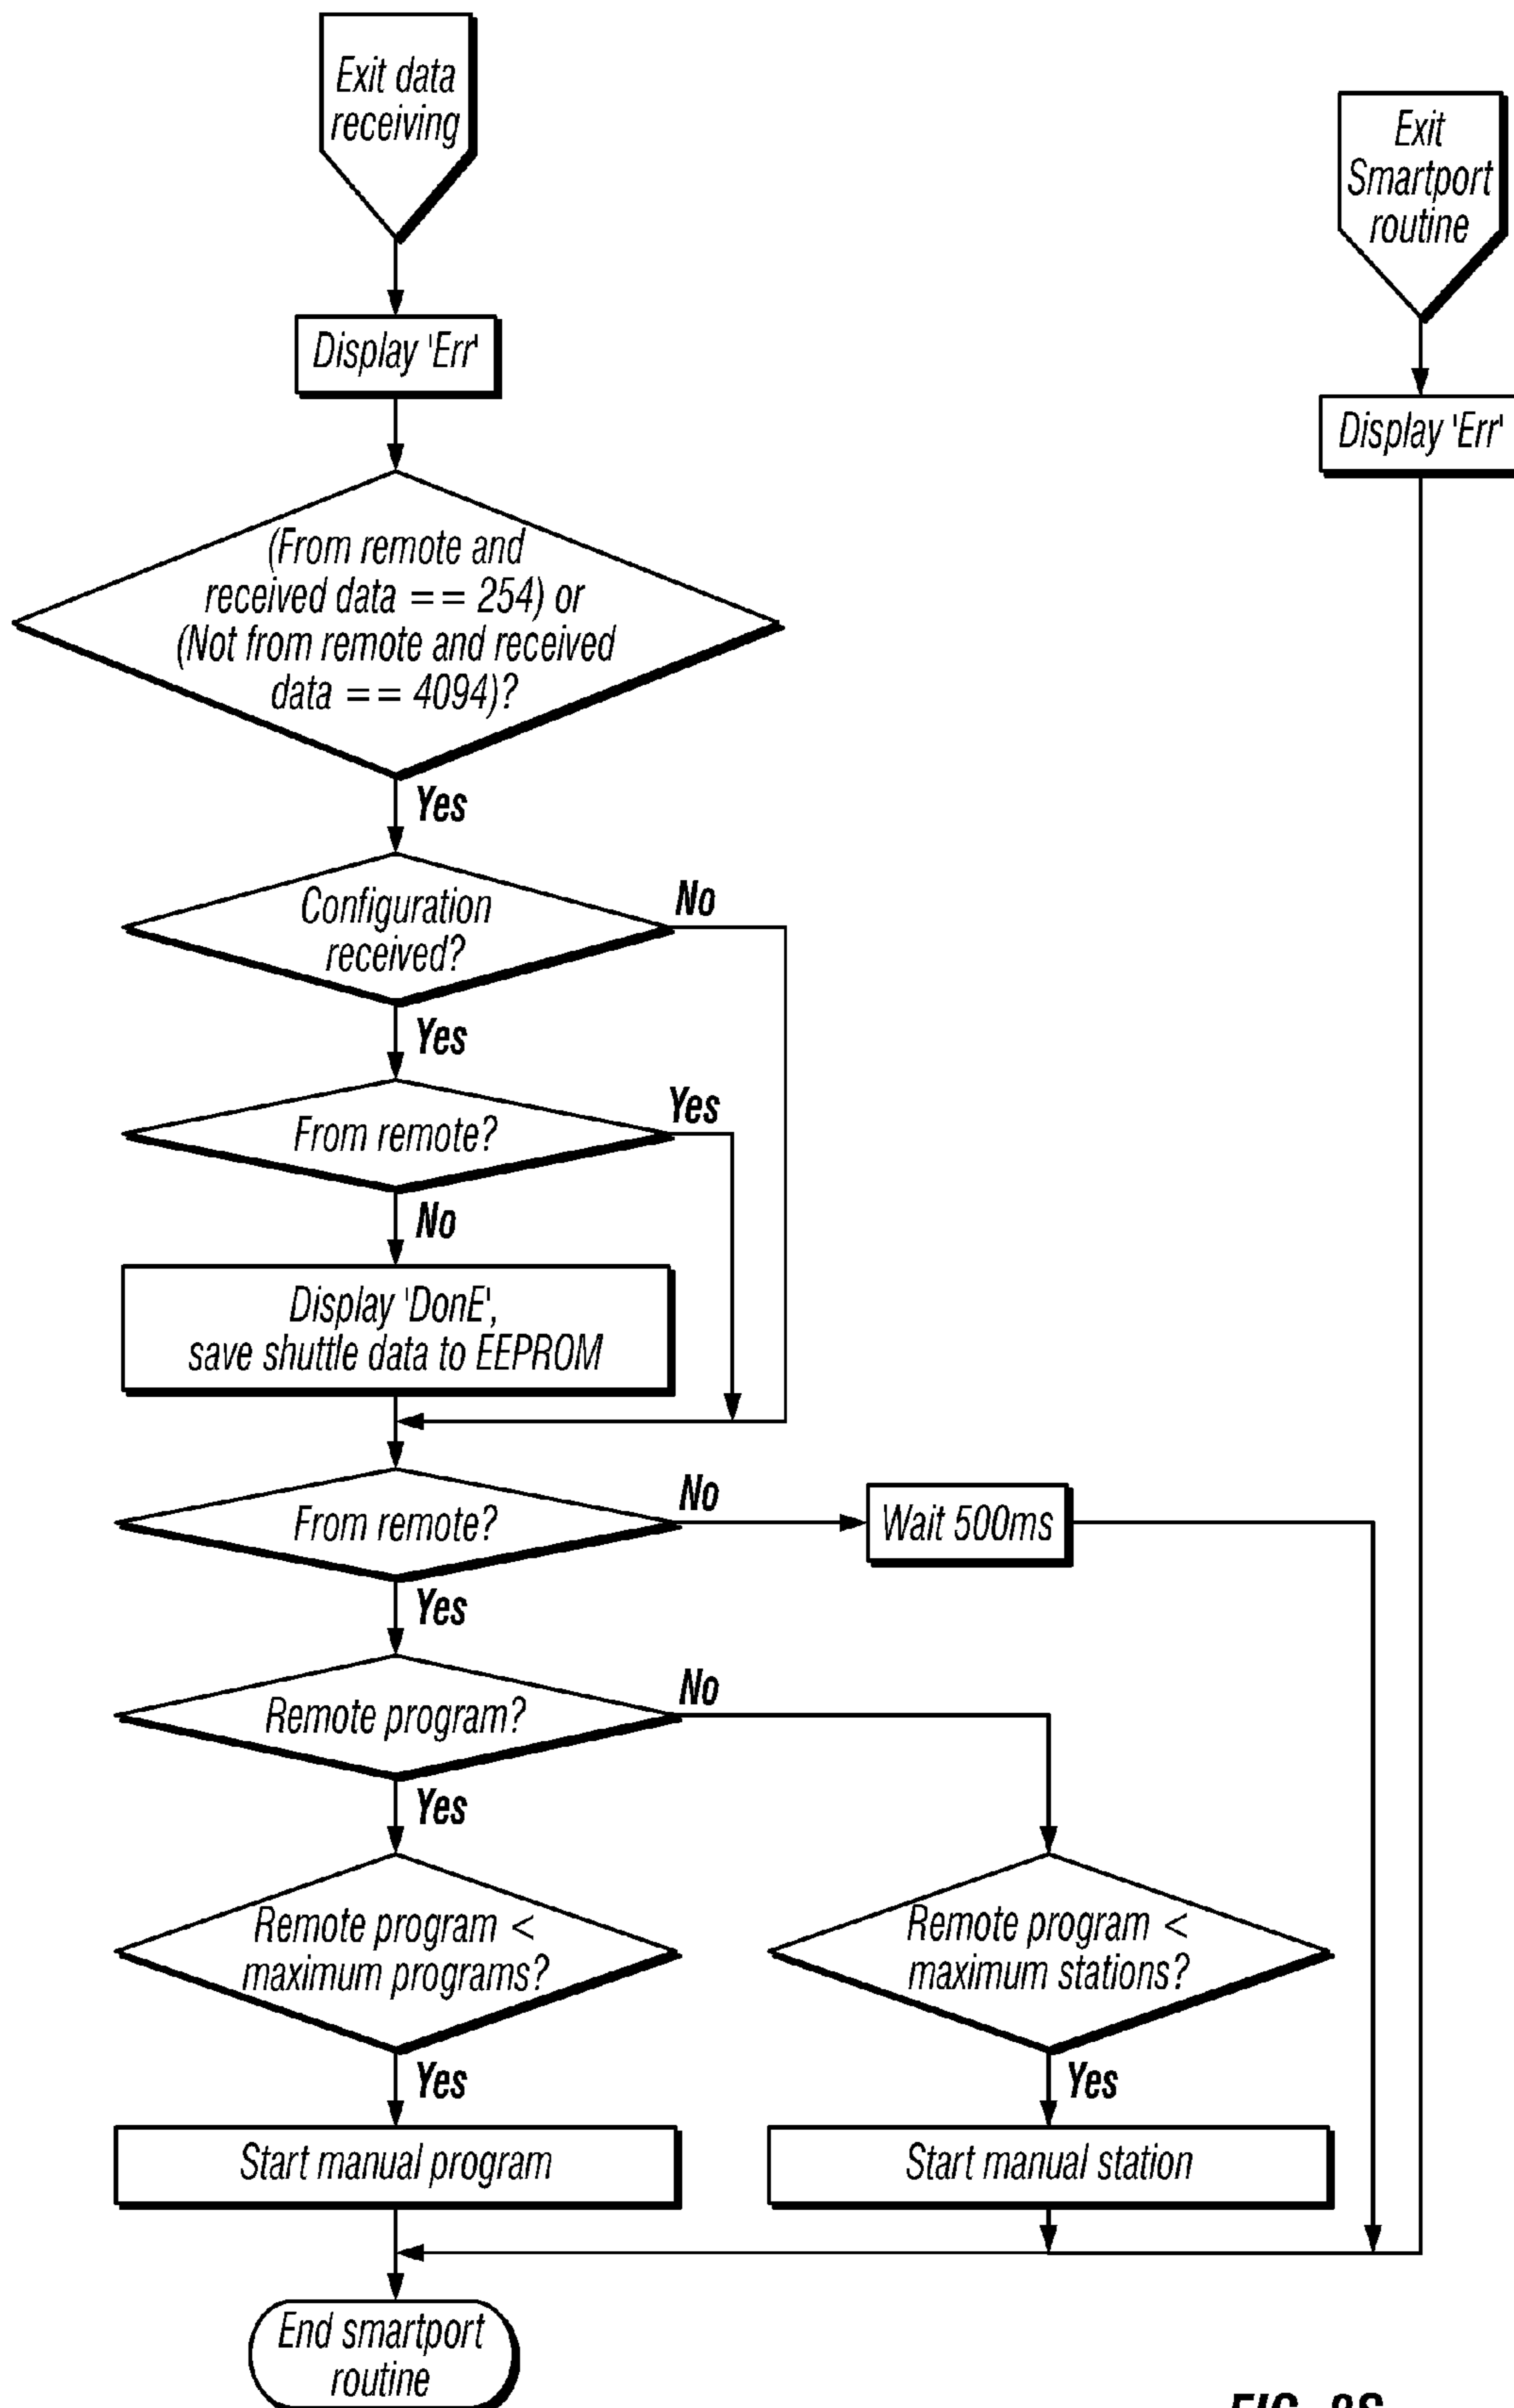 Exit data
receiving
Exit
Smartport
routine
Display 'Err'
Display 'Err'
(From remote and
received data == 254) or
(Not from remote and received
data == 4094)?
Yes
Configuration
received?
No
Yes
From remote?
Yes
No
Display 'DonE',
save shuttle data to EEPROM
From remote?
No
Wait 500ms
Yes
Remote program?
No
Yes
Remote program <
maximum programs?
Remote program <
maximum stations?
Yes
Yes
Start manual program
Start manual station
End smartport
routine